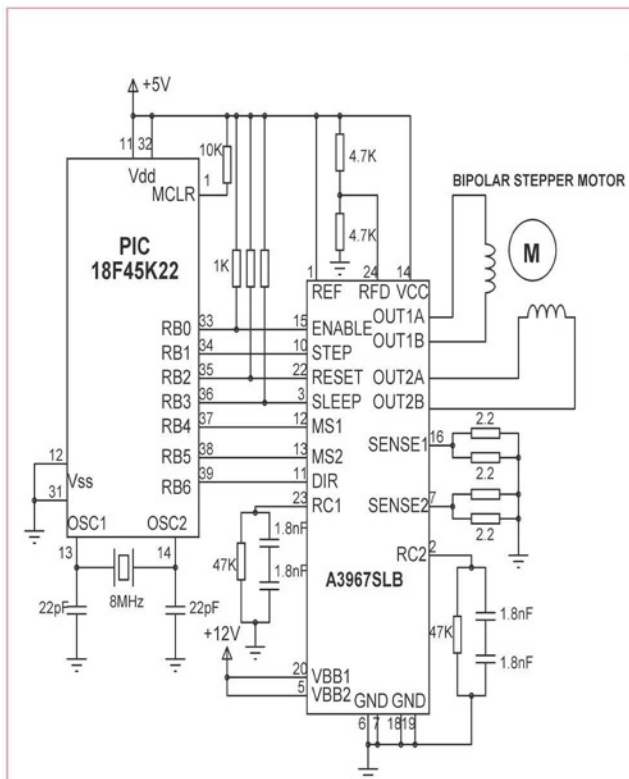 +5V
11 32
Vdd
MCLR
1
10K
PIC
18F45K22
1K
4.7K
4.7K
BIPOLAR STEPPER MOTOR
M
1
24
14
REF
RFD
VCC
RB0 33
15 ENABLE
RB1 34
10 STEP
RB2 35
22 RESET
RB3 36
3 SLEEP
RB4 37
12 MS1
RB5 38
13 MS2
RB6 39
11 DIR
23 RC1
OUT1A
OUT1B
OUT2A
OUT2B
SENSE1 16
2.2
2.2
SENSE2 7
2.2
RC2 2
A3967SLB
12
Vss
31
OSC1
OSC2
13
14
22pF
8MHz
22pF
47K
1.8nF
1.8nF
+12V
20 VBB1
5 VBB2
47K
1.8nF
1.8nF
GND GND
6 7 18 19